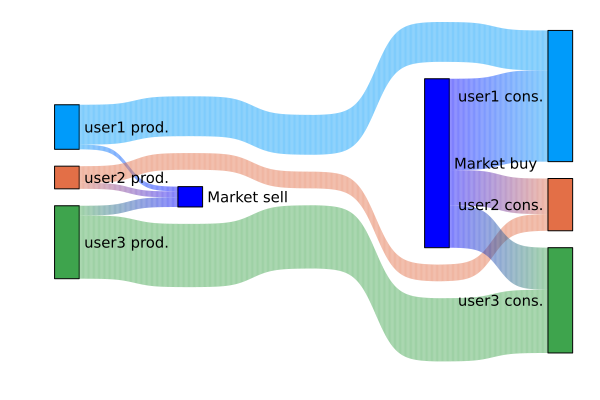 user1 prod.
user2 prod.
user3 prod.
Market sell
Market buy
user1 cons.
user2 cons.
user3 cons.